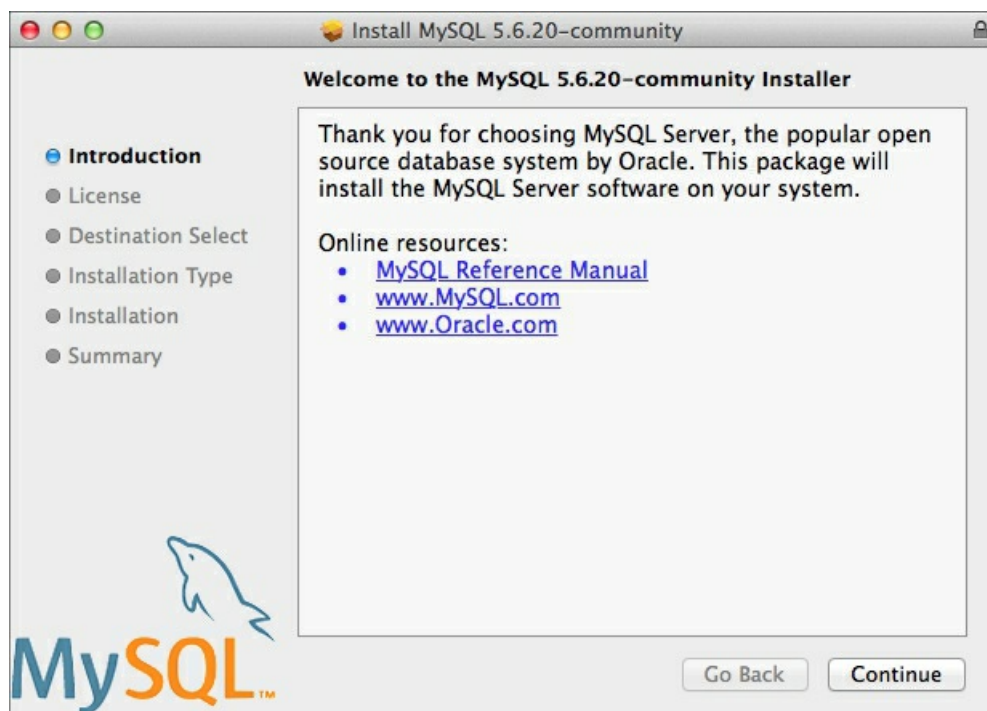 Install MySQL 5.6.20-community
Welcome to the MySQL 5.6.20-community Installer
Introduction
License
Destination Select
Installation Type
Installation
Summary
Thank you for choosing MySQL Server, the popular open
source database system by Oracle. This package will
install the MySQL Server software on your system.
Online resources:
• MySQL Reference Manual
• www.MySQL.com
• www.Oracle.com
MySQL™
Go Back
Continue